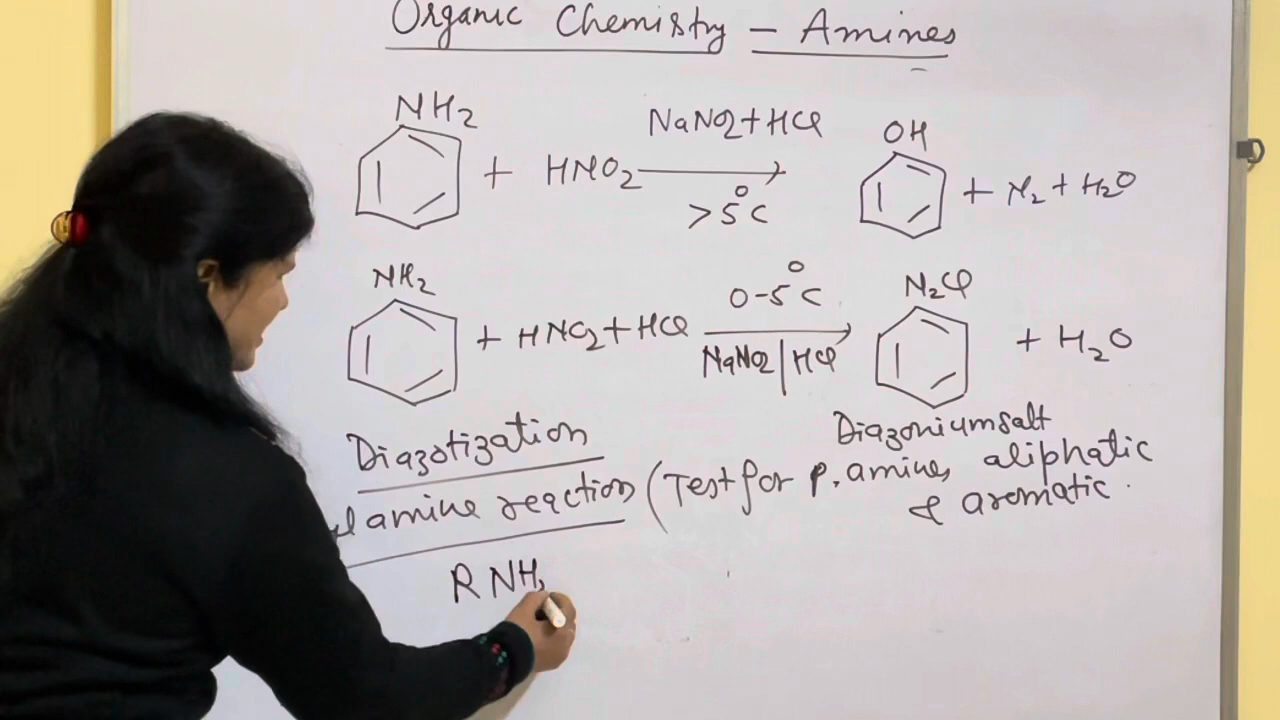 Organic Chemistry - Amines
NH2
NaNO2+HCl
OH
+ HNO2
+ N2 + H2O
>5°C
NH2
0-5°C
N2Cl
+ HNO2+HCl
+ H2O
NaNO2|HCl
Diazotization
Diazoniumsalt
amine reaction (Test for p. amines aliphatic
& aromatic.
R NH2